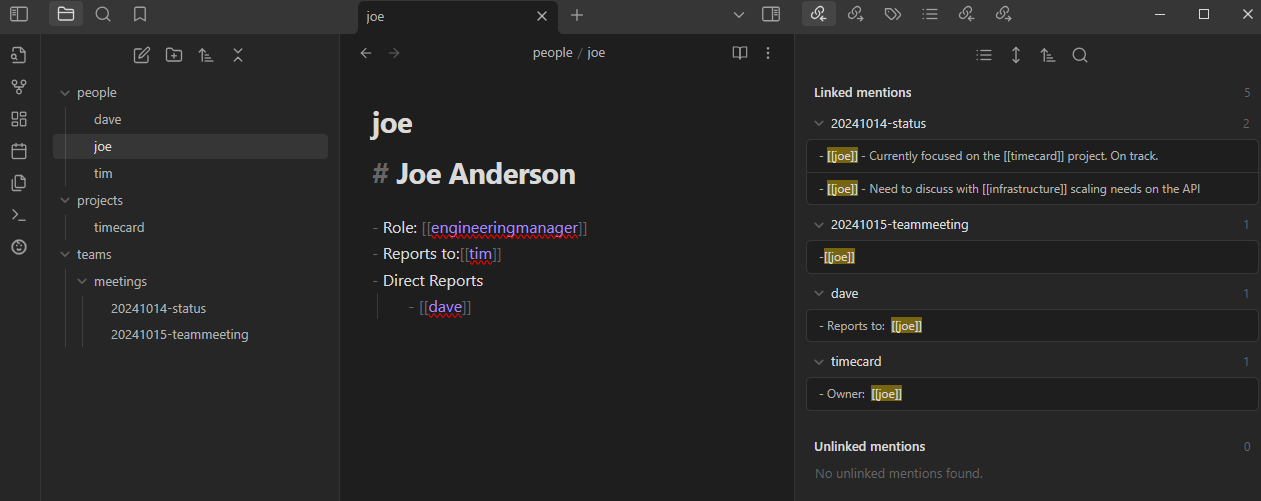 joe
people / joe
people
dave
joe
tim
projects
timecard
teams
meetings
20241014-status
20241015-teammeeting
joe
# Joe Anderson
- Role: [[engineeringmanager]]
- Reports to:[[tim]]
- Direct Reports
- [[dave]]
Linked mentions 5
20241014-status 2
- [[joe]] - Currently focused on the [[timecard]] project. On track.
- [[joe]] - Need to discuss with [[infrastructure]] scaling needs on the API
20241015-teammeeting 1
-[[joe]]
dave 1
- Reports to: [[joe]]
timecard 1
- Owner: [[joe]]
Unlinked mentions 0
No unlinked mentions found.